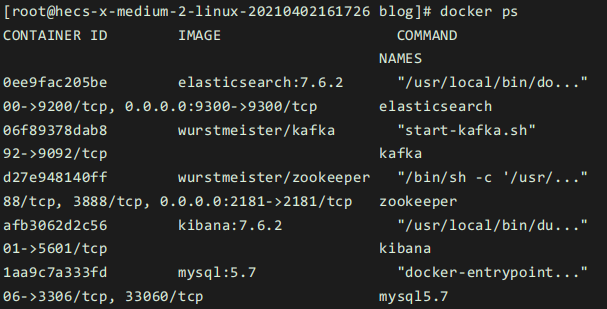 [root@hecs-x-medium-2-linux-20210402161726 blog]# docker ps
CONTAINER ID        IMAGE                    COMMAND
                                             NAMES
0ee9fac205be        elasticsearch:7.6.2      "/usr/local/bin/do..."
00->9200/tcp, 0.0.0.0:9300->9300/tcp         elasticsearch
06f89378dab8        wurstmeister/kafka       "start-kafka.sh"
92->9092/tcp                                 kafka
d27e948140ff        wurstmeister/zookeeper   "/bin/sh -c '/usr/..."
88/tcp, 3888/tcp, 0.0.0.0:2181->2181/tcp     zookeeper
afb3062d2c56        kibana:7.6.2             "/usr/local/bin/du..."
01->5601/tcp                                 kibana
1aa9c7a333fd        mysql:5.7                "docker-entrypoint..."
06->3306/tcp, 33060/tcp                      mysql5.7